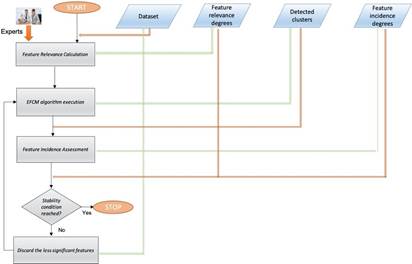 START
Experts
Dataset
Feature
relevance
degrees
Detected
clusters
Feature
incidence
degrees
Feature Relevance Calculation
EFCM algorithm execution
Feature Incidence Assessment
Stability
condition
reached?
Yes
STOP
No
Discard the less significant features